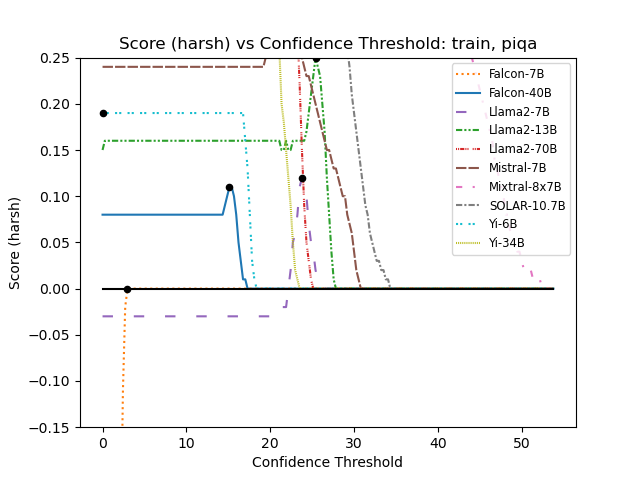 Score (harsh) vs Confidence Threshold: train, piqa
0.25
0.20
0.15
0.10
0.05
0.00
−0.05
−0.10
−0.15
Score (harsh)
0
10
20
30
40
50
Confidence Threshold
Falcon-7B
Falcon-40B
Llama2-7B
Llama2-13B
Llama2-70B
Mistral-7B
Mixtral-8x7B
SOLAR-10.7B
Yi-6B
Yi-34B